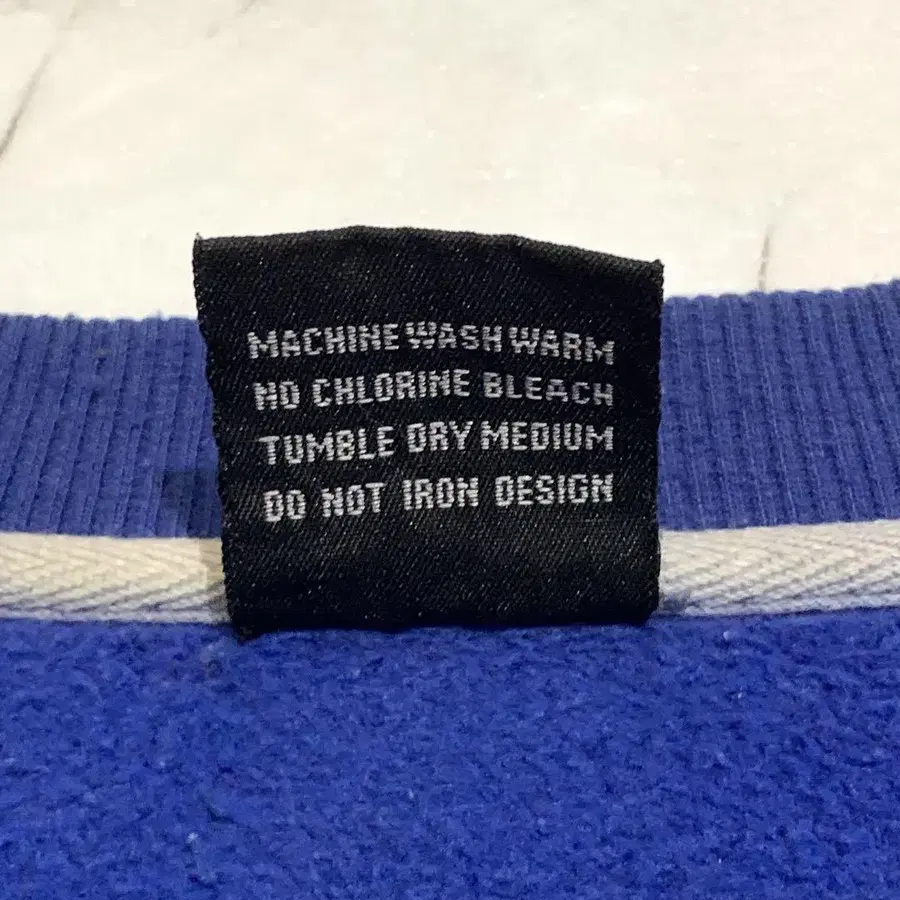 MACHINE WASH WARM
NO CHLORINE BLEACH
TUMBLE DRY MEDIUM
DO NOT IRON DESIGN